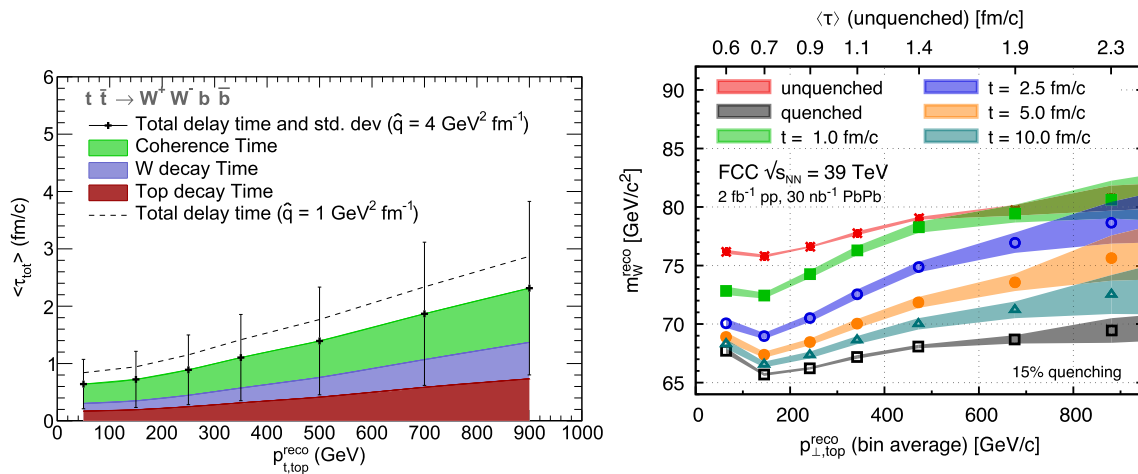 t t̄ → W⁺ W⁻ b b̄
Total delay time and std. dev (q̂ = 4 GeV² fm⁻¹)
Coherence Time
W decay Time
Top decay Time
Total delay time (q̂ = 1 GeV² fm⁻¹)
<τ_tot> (fm/c)
6
5
4
3
2
1
0
0 100 200 300 400 500 600 700 800 900 1000
p_{t,top}^{reco} (GeV)
⟨τ⟩ (unquenched) [fm/c]
0.6 0.7 0.9 1.1 1.4 1.9 2.3
unquenched
quenched
t = 1.0 fm/c
t = 2.5 fm/c
t = 5.0 fm/c
t = 10.0 fm/c
FCC √s_NN = 39 TeV
2 fb⁻¹ pp, 30 nb⁻¹ PbPb
m_W^{reco} [GeV/c²]
90
85
80
75
70
65
15% quenching
0 200 400 600 800
p_{⊥,top}^{reco} (bin average) [GeV/c]